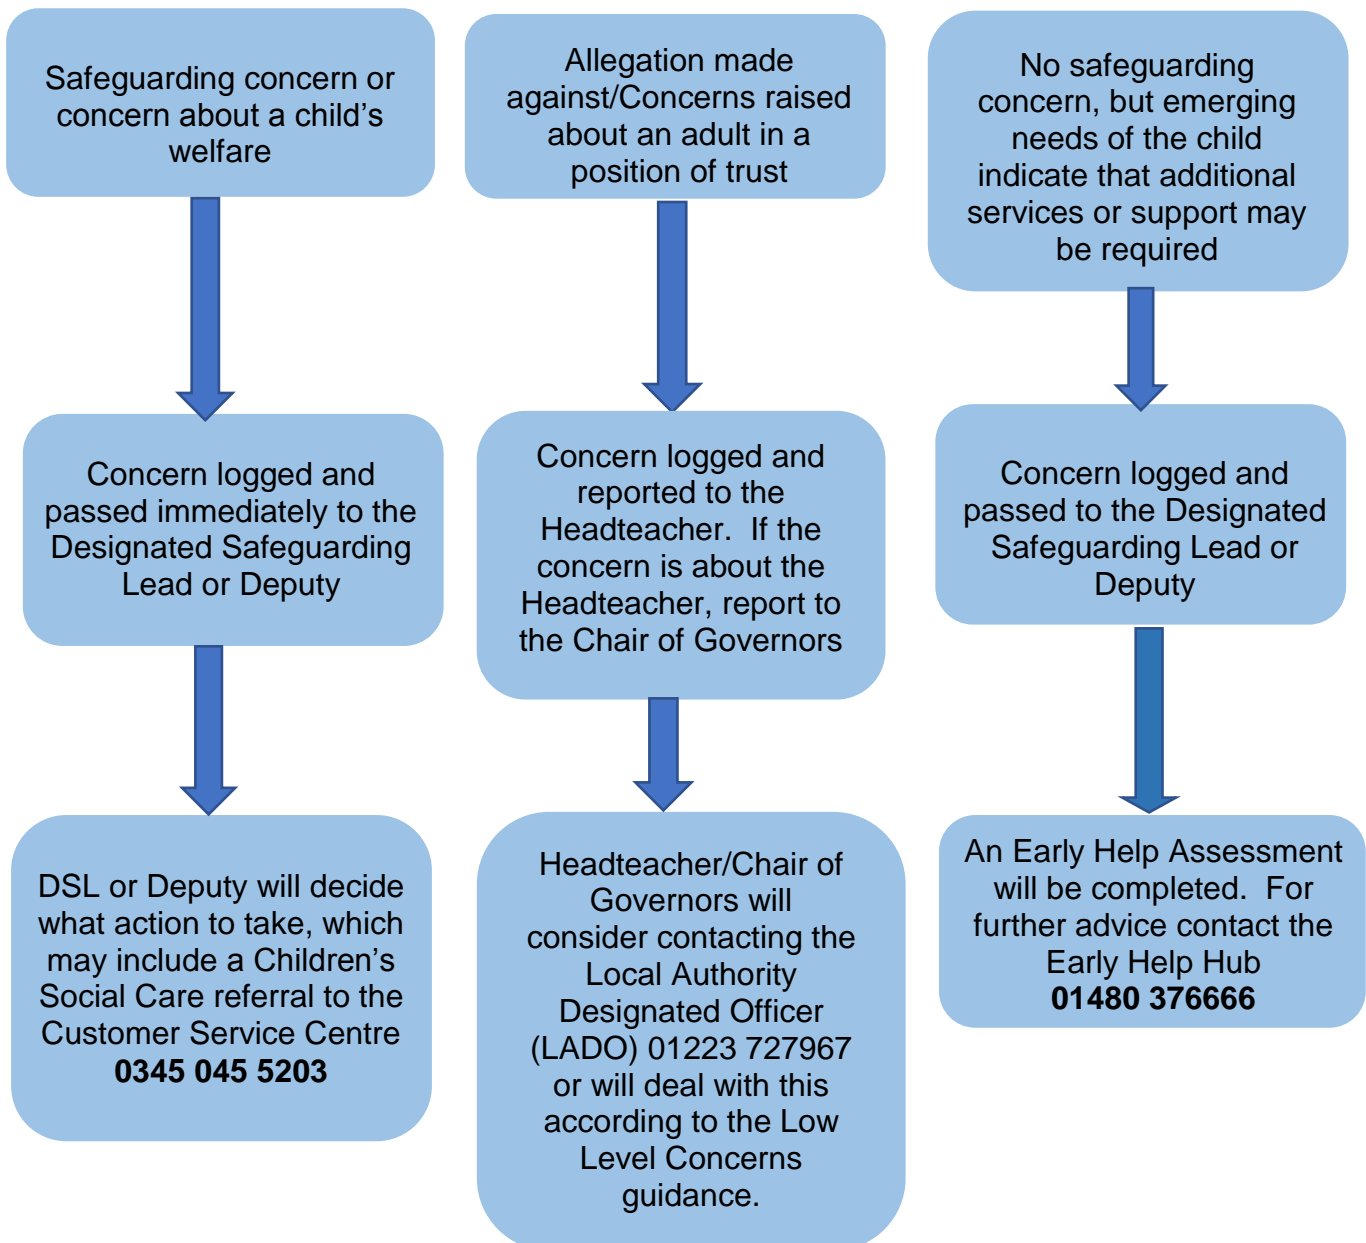 Safeguarding concern or
concern about a child’s
welfare
Concern logged and
passed immediately to the
Designated Safeguarding
Lead or Deputy
DSL or Deputy will decide
what action to take, which
may include a Children’s
Social Care referral to the
Customer Service Centre
0345 045 5203
Allegation made
against/Concerns raised
about an adult in a
position of trust
Concern logged and
reported to the
Headteacher.  If the
concern is about the
Headteacher, report to
the Chair of Governors
Headteacher/Chair of
Governors will
consider contacting the
Local Authority
Designated Officer
(LADO) 01223 727967
or will deal with this
according to the Low
Level Concerns
guidance.
No safeguarding
concern, but emerging
needs of the child
indicate that additional
services or support may
be required
Concern logged and
passed to the Designated
Safeguarding Lead or
Deputy
An Early Help Assessment
will be completed.  For
further advice contact the
Early Help Hub
01480 376666